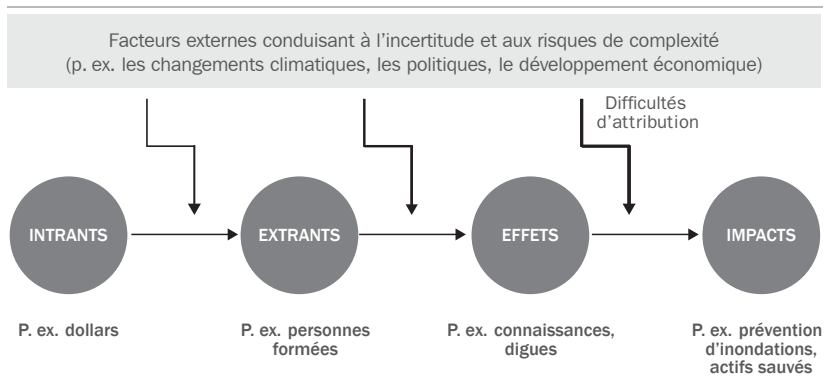 Facteurs externes conduisant à l'incertitude et aux risques de complexité
(p. ex. les changements climatiques, les politiques, le développement économique)
Difficultés
d'attribution
INTRANTS
EXTRANTS
EFFETS
IMPACTS
P. ex. dollars
P. ex. personnes
formées
P. ex. connaissances,
digues
P. ex. prévention
d'inondations,
actifs sauvés